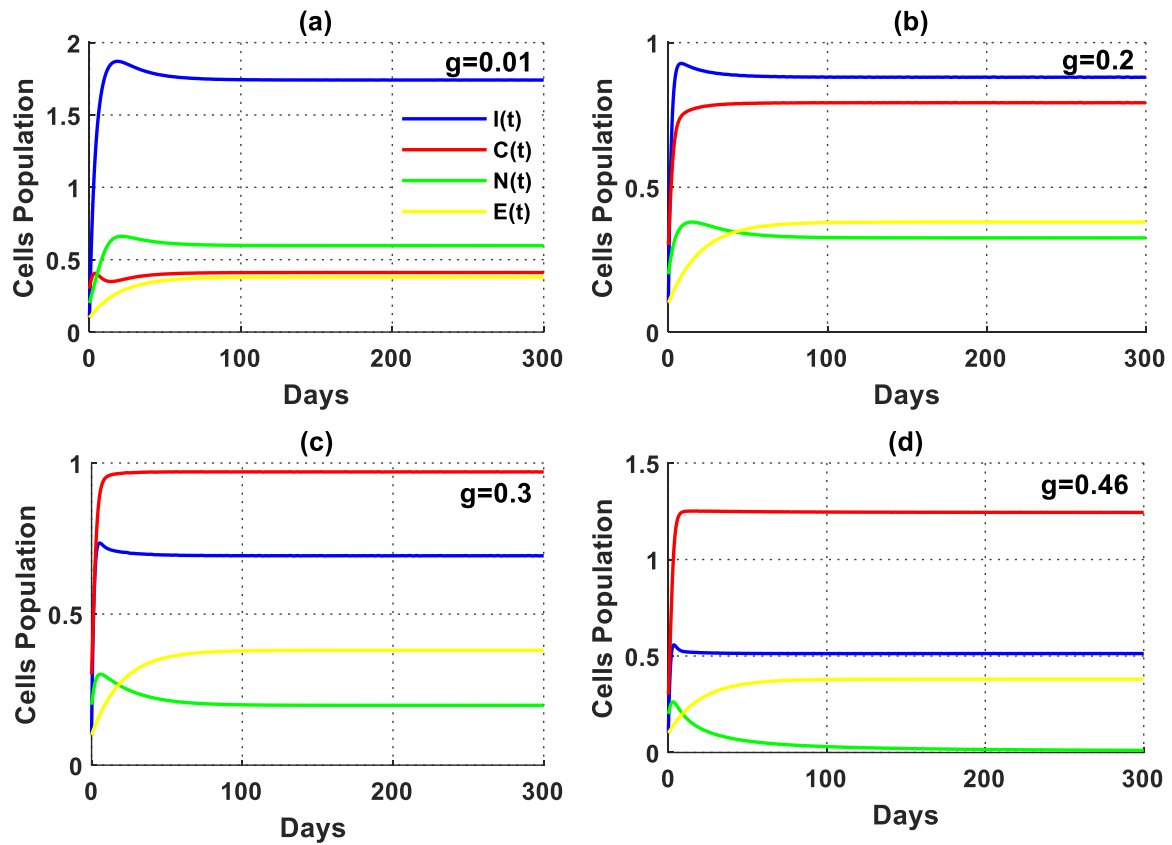 (a)
g=0.01
Cells Population
2
1.5
1
0.5
0
I(t)
C(t)
N(t)
E(t)
0 100 200 300
Days
(b)
g=0.2
Cells Population
1
0.5
0
0 100 200 300
Days
(c)
g=0.3
Cells Population
1
0.5
0
0 100 200 300
Days
(d)
g=0.46
Cells Population
1.5
1
0.5
0
0 100 200 300
Days